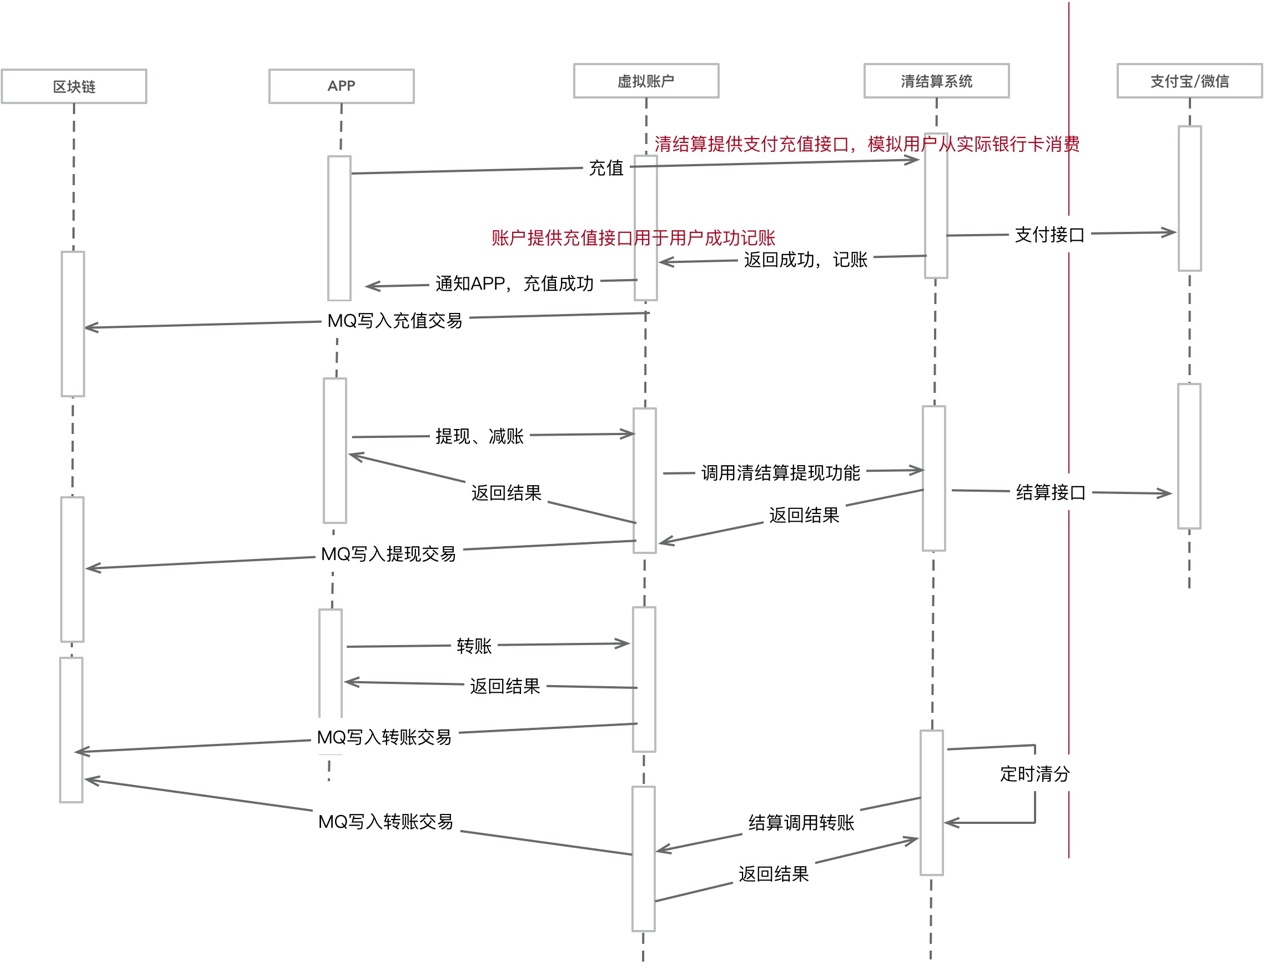 区块链
APP
虚拟账户
清结算系统
支付宝/微信
清结算提供支付充值接口，模拟用户从实际银行卡消费
充值
支付接口
账户提供充值接口用于用户成功记账
返回成功，记账
通知APP，充值成功
MQ写入充值交易
提现、减账
调用清结算提现功能
返回结果
结算接口
返回结果
MQ写入提现交易
转账
返回结果
MQ写入转账交易
定时清分
MQ写入转账交易
结算调用转账
返回结果